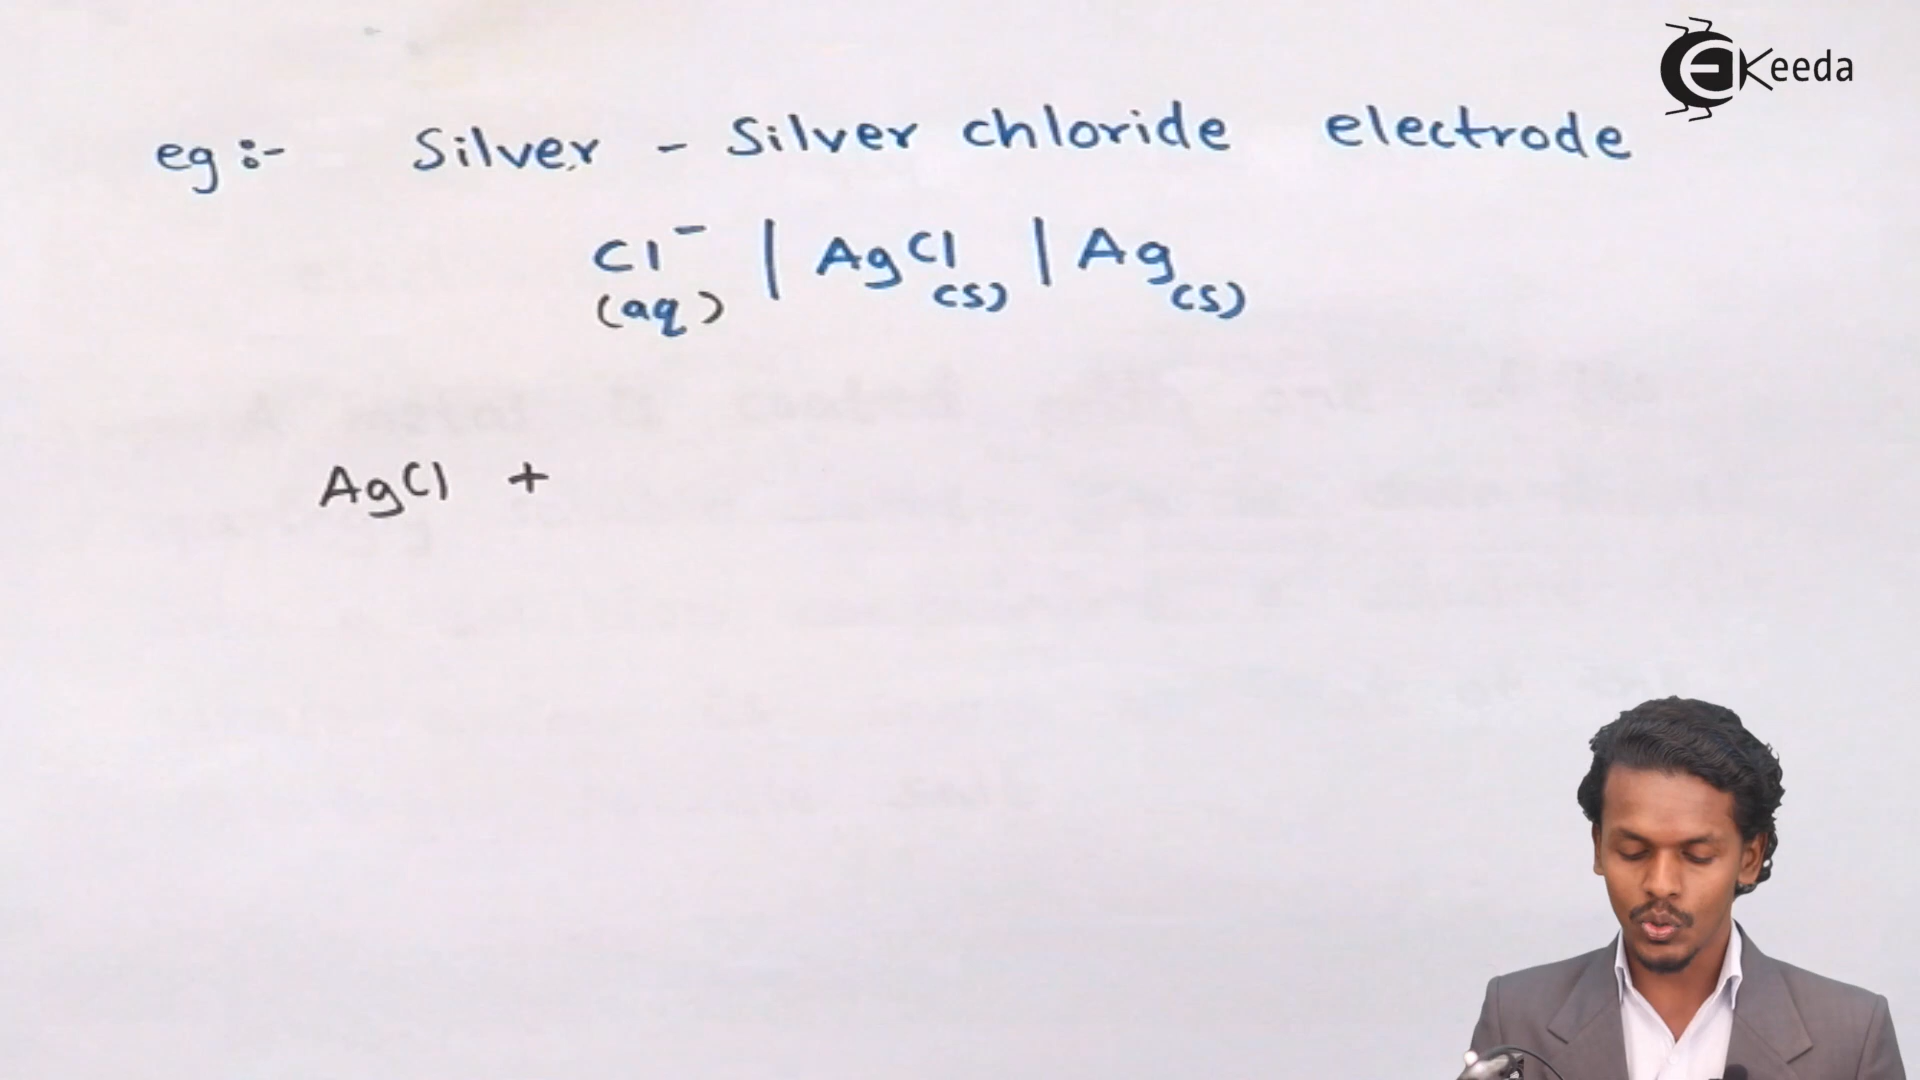 EKeeda
eg :- Silver - Silver chloride electrode
Cl⁻ | AgCl | Ag
(aq) (s) (s)
AgCl +